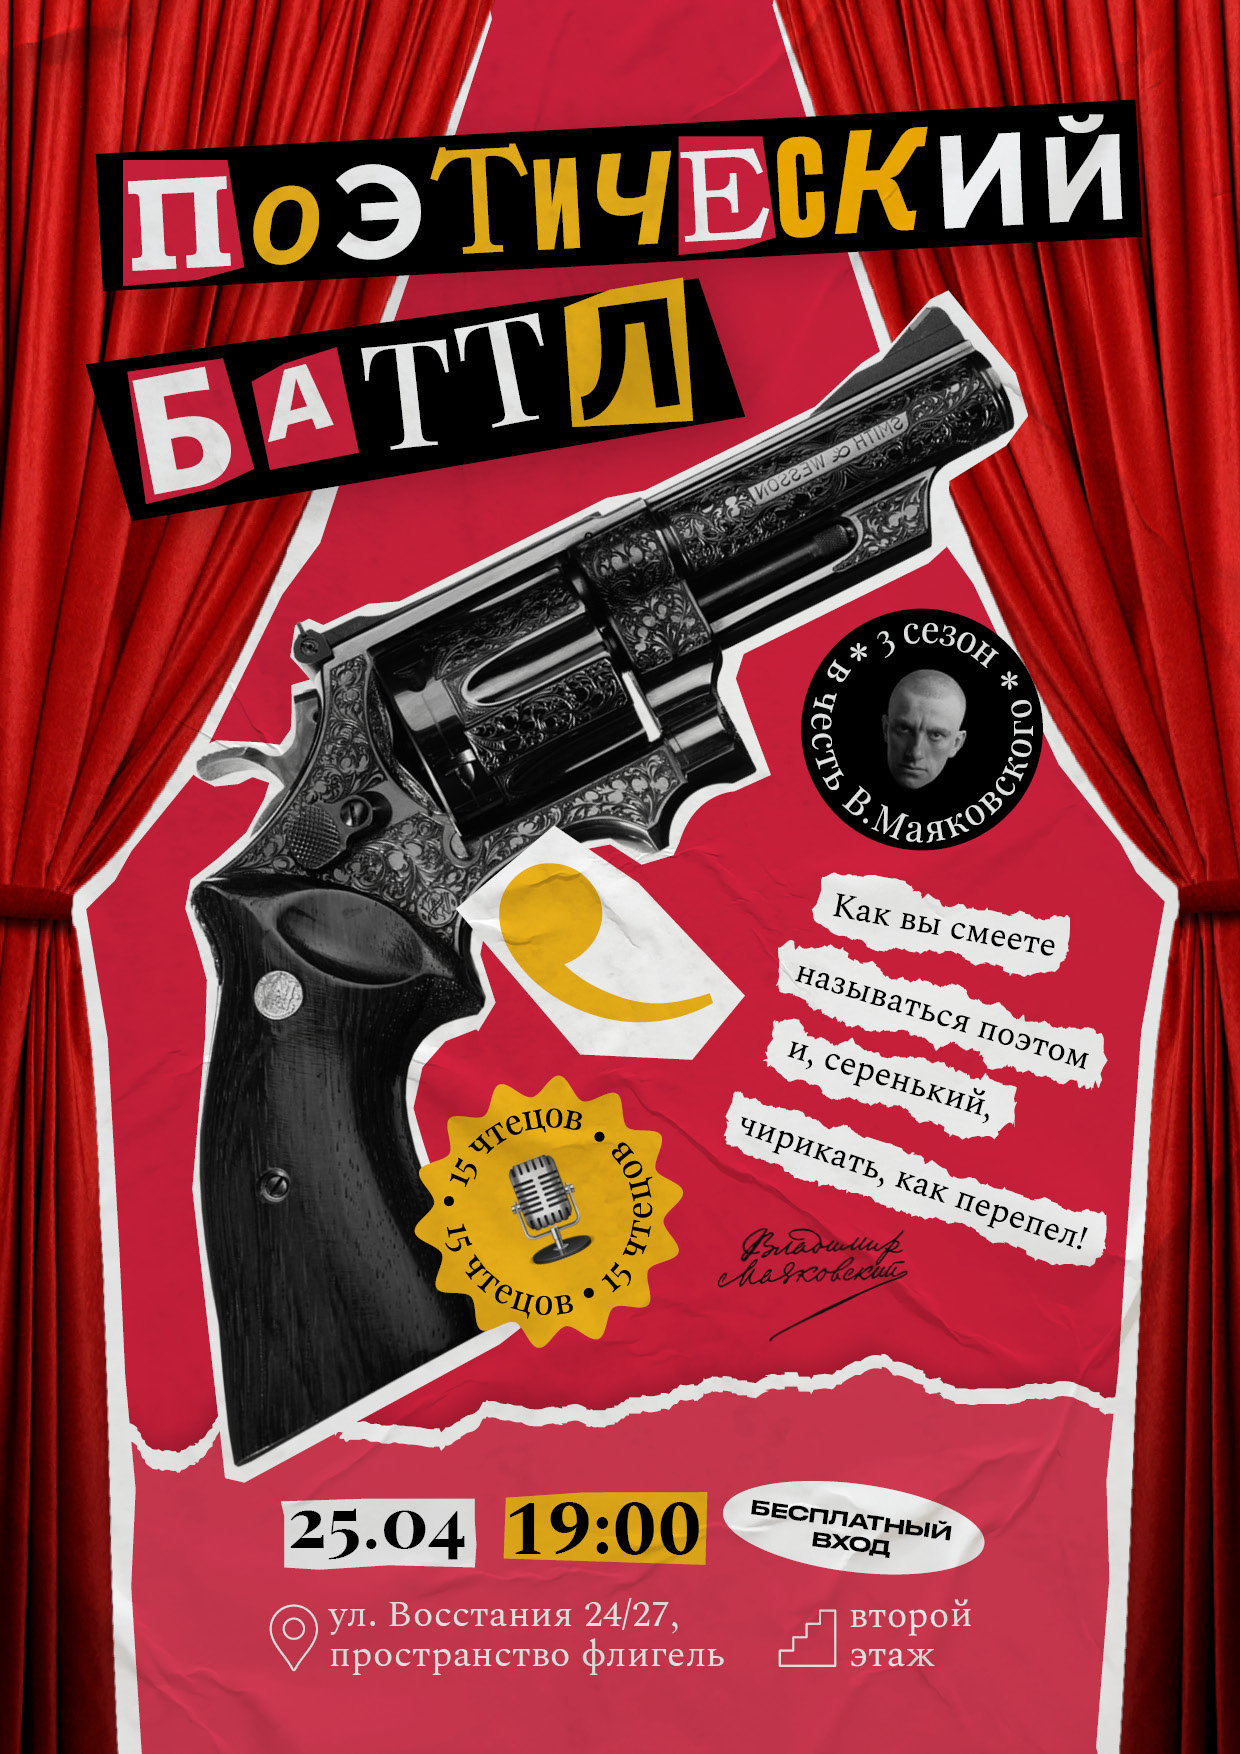 ПОЭТИЧЕСКИЙ
БАТТЛ
SMITH & WESSON
* 3 сезон *
в честь В.Маяковского
Как вы смеете
называться поэтом
и, серенький,
чирикать, как перепел!
Владимир
Маяковский
15 чтецов • 15 чтецов • 15 чтецов •
25.04
19:00
БЕСПЛАТНЫЙ
ВХОД
ул. Восстания 24/27,
пространство флигель
второй
этаж